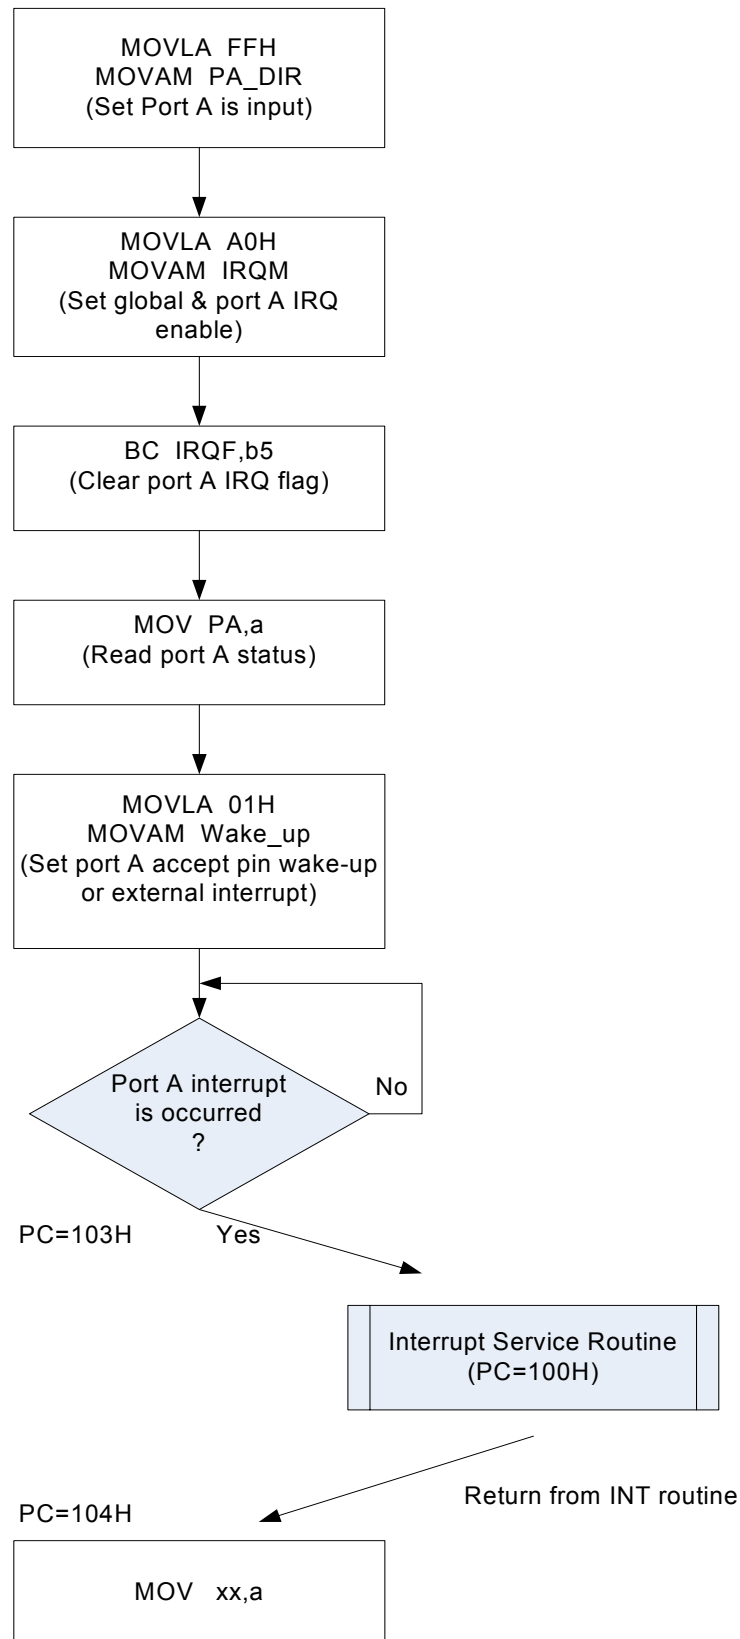 MOVLA FFH
MOVAM PA_DIR
(Set Port A is input)
MOVLA A0H
MOVAM IRQM
(Set global & port A IRQ
enable)
BC IRQF,b5
(Clear port A IRQ flag)
MOV PA,a
(Read port A status)
MOVLA 01H
MOVAM Wake_up
(Set port A accept pin wake-up
or external interrupt)
Port A interrupt
is occurred
?
No
PC=103H
Yes
Interrupt Service Routine
(PC=100H)
Return from INT routine
PC=104H
MOV xx,a